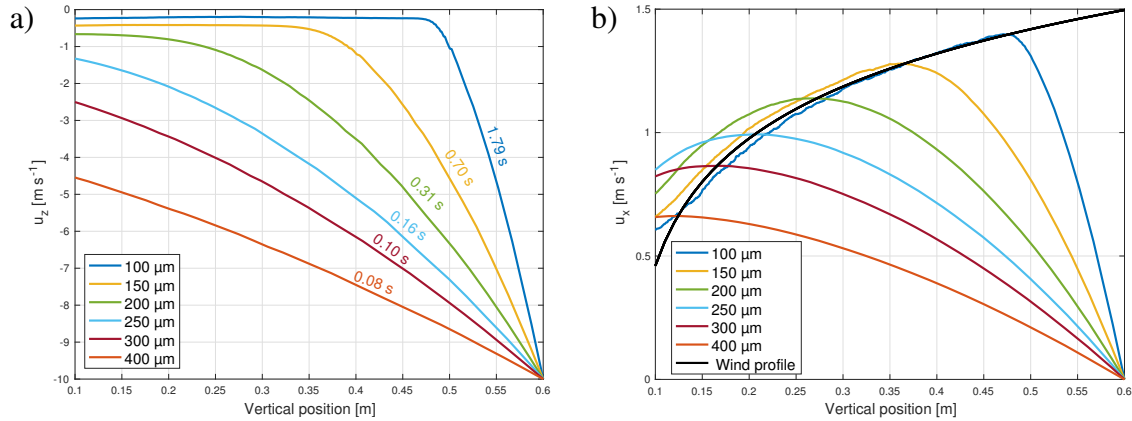 a)
0
-1
-2
-3
-4
-5
-6
-7
-8
-9
-10
u_z [m s⁻¹]
1.79 s
0.70 s
0.31 s
0.16 s
0.10 s
0.08 s
100 µm
150 µm
200 µm
250 µm
300 µm
400 µm
0.1 0.15 0.2 0.25 0.3 0.35 0.4 0.45 0.5 0.55 0.6
Vertical position [m]
b)
1.5
1
0.5
0
u_x [m s⁻¹]
100 µm
150 µm
200 µm
250 µm
300 µm
400 µm
Wind profile
0.1 0.15 0.2 0.25 0.3 0.35 0.4 0.45 0.5 0.55 0.6
Vertical position [m]